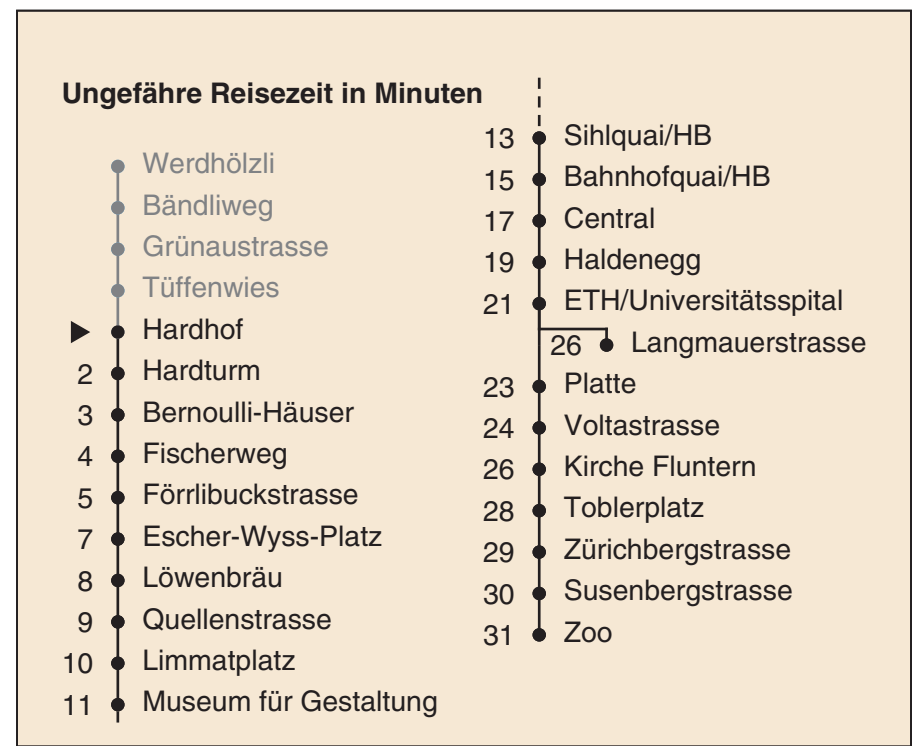 Ungefähre Reisezeit in Minuten
Werdhölzli
Bändliweg
Grünaustrasse
Tüffenwies
Hardhof
2 Hardturm
3 Bernoulli-Häuser
4 Fischerweg
5 Förrlibuckstrasse
7 Escher-Wyss-Platz
8 Löwenbräu
9 Quellenstrasse
10 Limmatplatz
11 Museum für Gestaltung
13 Sihlquai/HB
15 Bahnhofquai/HB
17 Central
19 Haldenegg
21 ETH/Universitätsspital
26 Langmauerstrasse
23 Platte
24 Voltastrasse
26 Kirche Fluntern
28 Toblerplatz
29 Zürichbergstrasse
30 Susenbergstrasse
31 Zoo